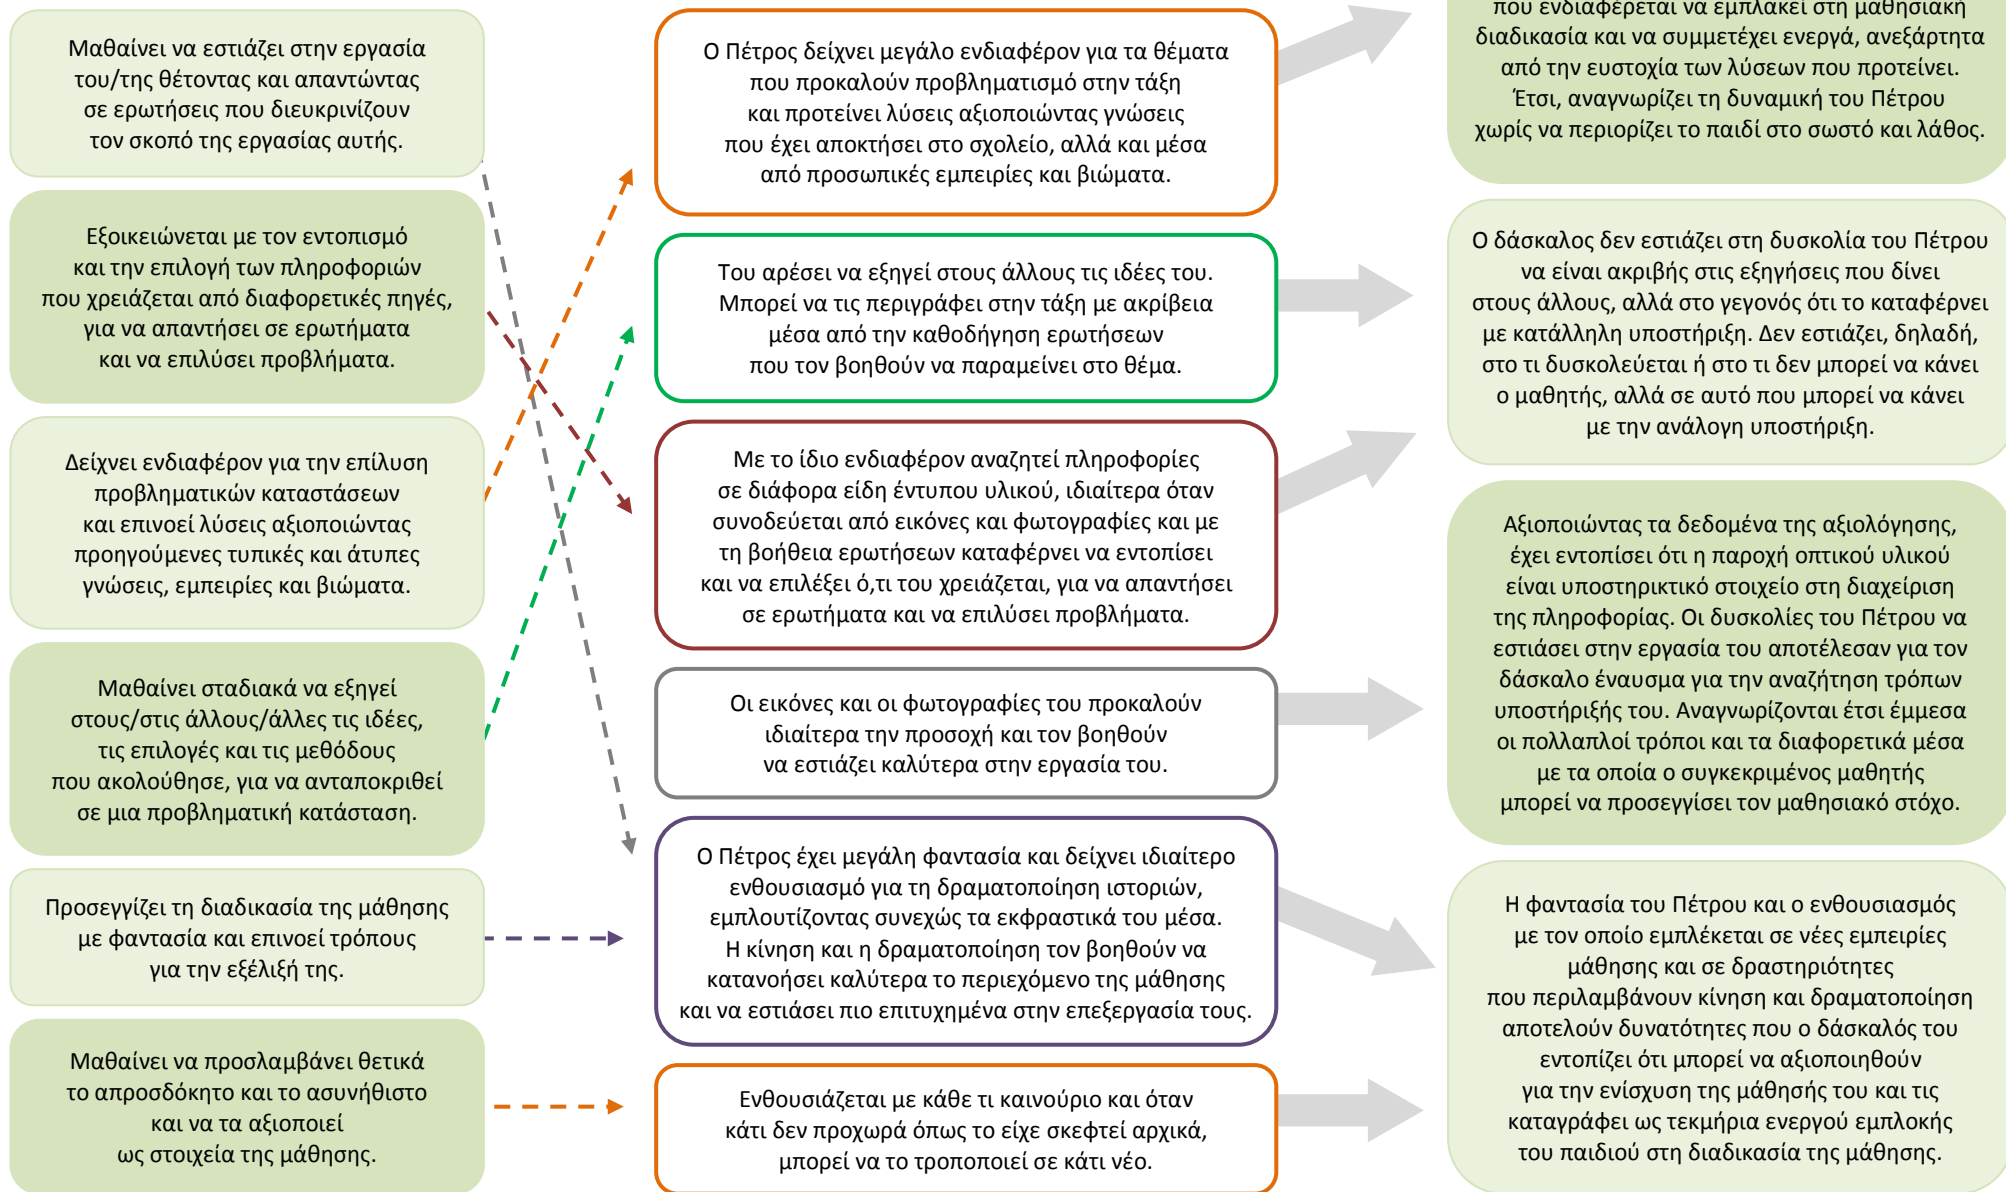 Μαθαίνει να εστιάζει στην εργασία
του/της θέτοντας και απαντώντας
σε ερωτήσεις που διευκρινίζουν
τον σκοπό της εργασίας αυτής.
Εξοικειώνεται με τον εντοπισμό
και την επιλογή των πληροφοριών
που χρειάζεται από διαφορετικές πηγές,
για να απαντήσει σε ερωτήματα
και να επιλύσει προβλήματα.
Δείχνει ενδιαφέρον για την επίλυση
προβληματικών καταστάσεων
και επινοεί λύσεις αξιοποιώντας
προηγούμενες τυπικές και άτυπες
γνώσεις, εμπειρίες και βιώματα.
Μαθαίνει σταδιακά να εξηγεί
στους/στις άλλους/άλλες τις ιδέες,
τις επιλογές και τις μεθόδους
που ακολούθησε, για να ανταποκριθεί
σε μια προβληματική κατάσταση.
Προσεγγίζει τη διαδικασία της μάθησης
με φαντασία και επινοεί τρόπους
για την εξέλιξή της.
Μαθαίνει να προσλαμβάνει θετικά
το απροσδόκητο και το ασυνήθιστο
και να τα αξιοποιεί
ως στοιχεία της μάθησης.
Ο Πέτρος δείχνει μεγάλο ενδιαφέρον για τα θέματα
που προκαλούν προβληματισμό στην τάξη
και προτείνει λύσεις αξιοποιώντας γνώσεις
που έχει αποκτήσει στο σχολείο, αλλά και μέσα
από προσωπικές εμπειρίες και βιώματα.
Του αρέσει να εξηγεί στους άλλους τις ιδέες του.
Μπορεί να τις περιγράφει στην τάξη με ακρίβεια
μέσα από την καθοδήγηση ερωτήσεων
που τον βοηθούν να παραμείνει στο θέμα.
Με το ίδιο ενδιαφέρον αναζητεί πληροφορίες
σε διάφορα είδη έντυπου υλικού, ιδιαίτερα όταν
συνοδεύεται από εικόνες και φωτογραφίες και με
τη βοήθεια ερωτήσεων καταφέρνει να εντοπίσει
και να επιλέξει ό,τι του χρειάζεται, για να απαντήσει
σε ερωτήματα και να επιλύσει προβλήματα.
Οι εικόνες και οι φωτογραφίες του προκαλούν
ιδιαίτερα την προσοχή και τον βοηθούν
να εστιάζει καλύτερα στην εργασία του.
Ο Πέτρος έχει μεγάλη φαντασία και δείχνει ιδιαίτερο
ενθουσιασμό για τη δραματοποίηση ιστοριών,
εμπλουτίζοντας συνεχώς τα εκφραστικά του μέσα.
Η κίνηση και η δραματοποίηση τον βοηθούν να
κατανοήσει καλύτερα το περιεχόμενο της μάθησης
και να εστιάσει πιο επιτυχημένα στην επεξεργασία τους.
Ενθουσιάζεται με κάθε τι καινούριο και όταν
κάτι δεν προχωρά όπως το είχε σκεφτεί αρχικά,
μπορεί να το τροποποιεί σε κάτι νέο.
που ενδιαφέρεται να εμπλακεί στη μαθησιακή
διαδικασία και να συμμετέχει ενεργά, ανεξάρτητα
από την ευστοχία των λύσεων που προτείνει.
Έτσι, αναγνωρίζει τη δυναμική του Πέτρου
χωρίς να περιορίζει το παιδί στο σωστό και λάθος.
Ο δάσκαλος δεν εστιάζει στη δυσκολία του Πέτρου
να είναι ακριβής στις εξηγήσεις που δίνει
στους άλλους, αλλά στο γεγονός ότι το καταφέρνει
με κατάλληλη υποστήριξη. Δεν εστιάζει, δηλαδή,
στο τι δυσκολεύεται ή στο τι δεν μπορεί να κάνει
ο μαθητής, αλλά σε αυτό που μπορεί να κάνει
με την ανάλογη υποστήριξη.
Αξιοποιώντας τα δεδομένα της αξιολόγησης,
έχει εντοπίσει ότι η παροχή οπτικού υλικού
είναι υποστηρικτικό στοιχείο στη διαχείριση
της πληροφορίας. Οι δυσκολίες του Πέτρου να
εστιάσει στην εργασία του αποτέλεσαν για τον
δάσκαλο έναυσμα για την αναζήτηση τρόπων
υποστήριξής του. Αναγνωρίζονται έτσι έμμεσα
οι πολλαπλοί τρόποι και τα διαφορετικά μέσα
με τα οποία ο συγκεκριμένος μαθητής
μπορεί να προσεγγίσει τον μαθησιακό στόχο.
Η φαντασία του Πέτρου και ο ενθουσιασμός
με τον οποίο εμπλέκεται σε νέες εμπειρίες
μάθησης και σε δραστηριότητες
που περιλαμβάνουν κίνηση και δραματοποίηση
αποτελούν δυνατότητες που ο δάσκαλός του
εντοπίζει ότι μπορεί να αξιοποιηθούν
για την ενίσχυση της μάθησής του και τις
καταγράφει ως τεκμήρια ενεργού εμπλοκής
του παιδιού στη διαδικασία της μάθησης.